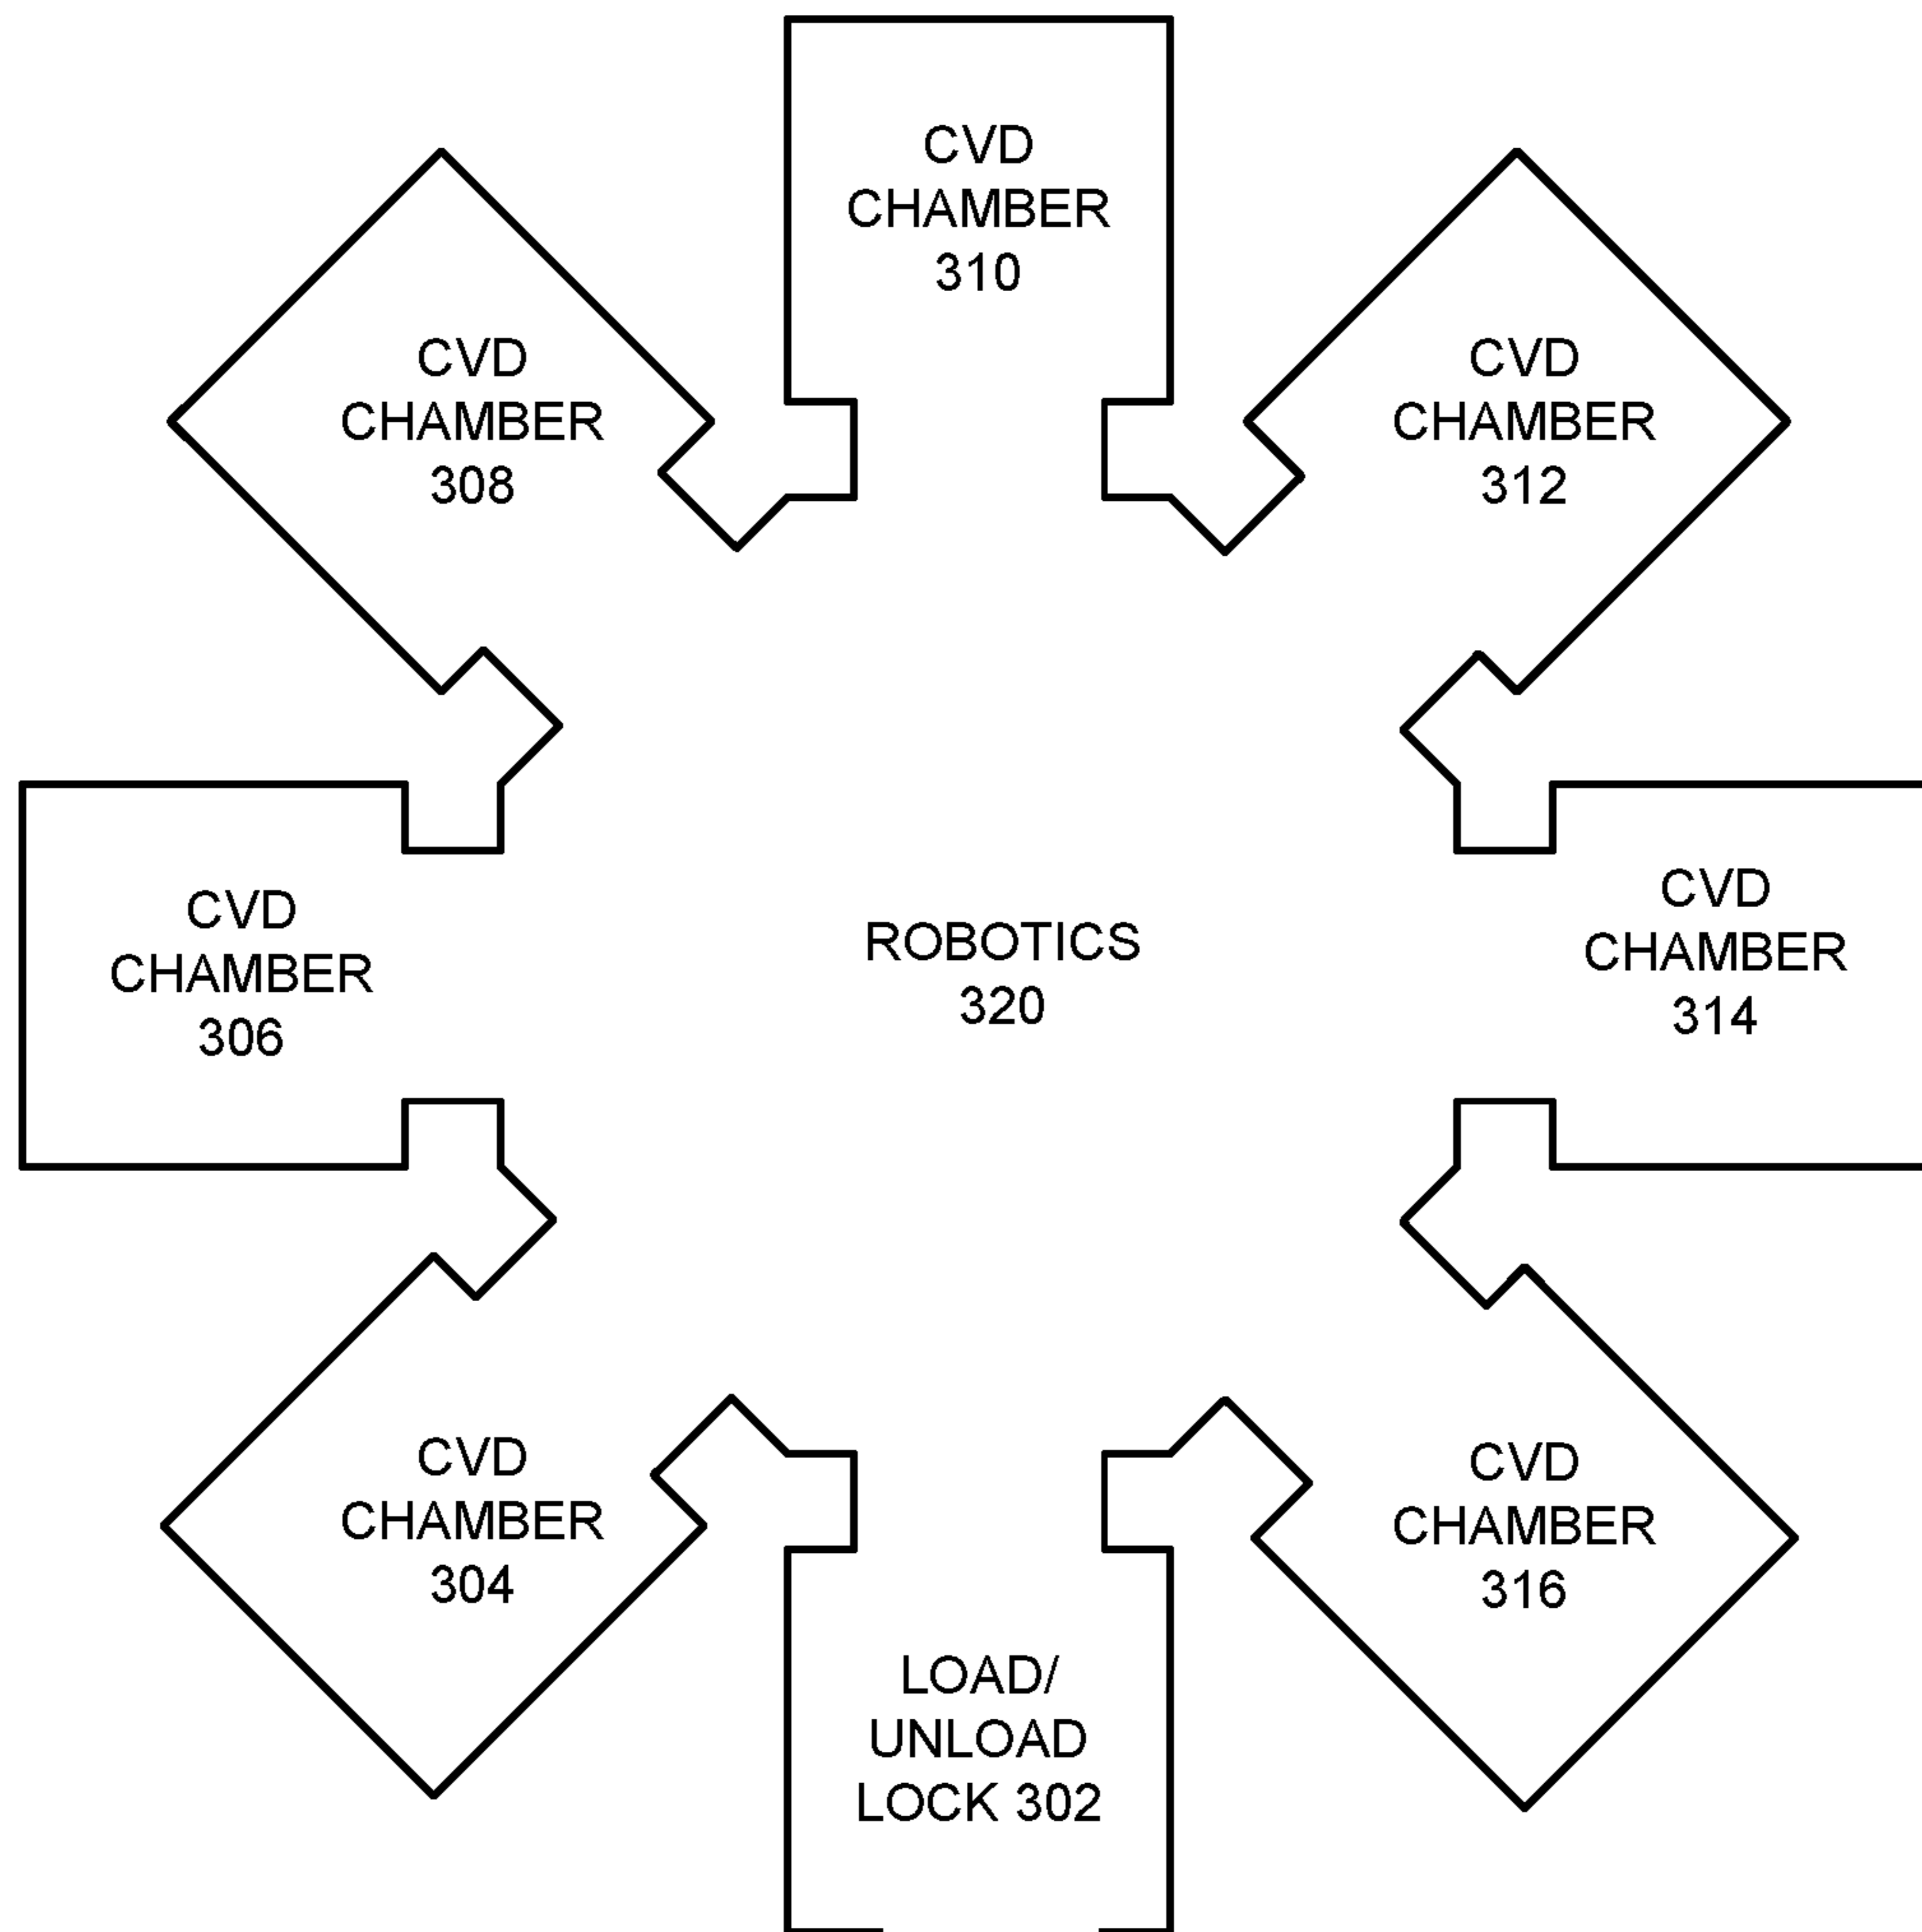 CVD
CHAMBER
310
CVD
CHAMBER
308
CVD
CHAMBER
312
CVD
CHAMBER
306
ROBOTICS
320
CVD
CHAMBER
314
CVD
CHAMBER
304
CVD
CHAMBER
316
LOAD/
UNLOAD
LOCK 302